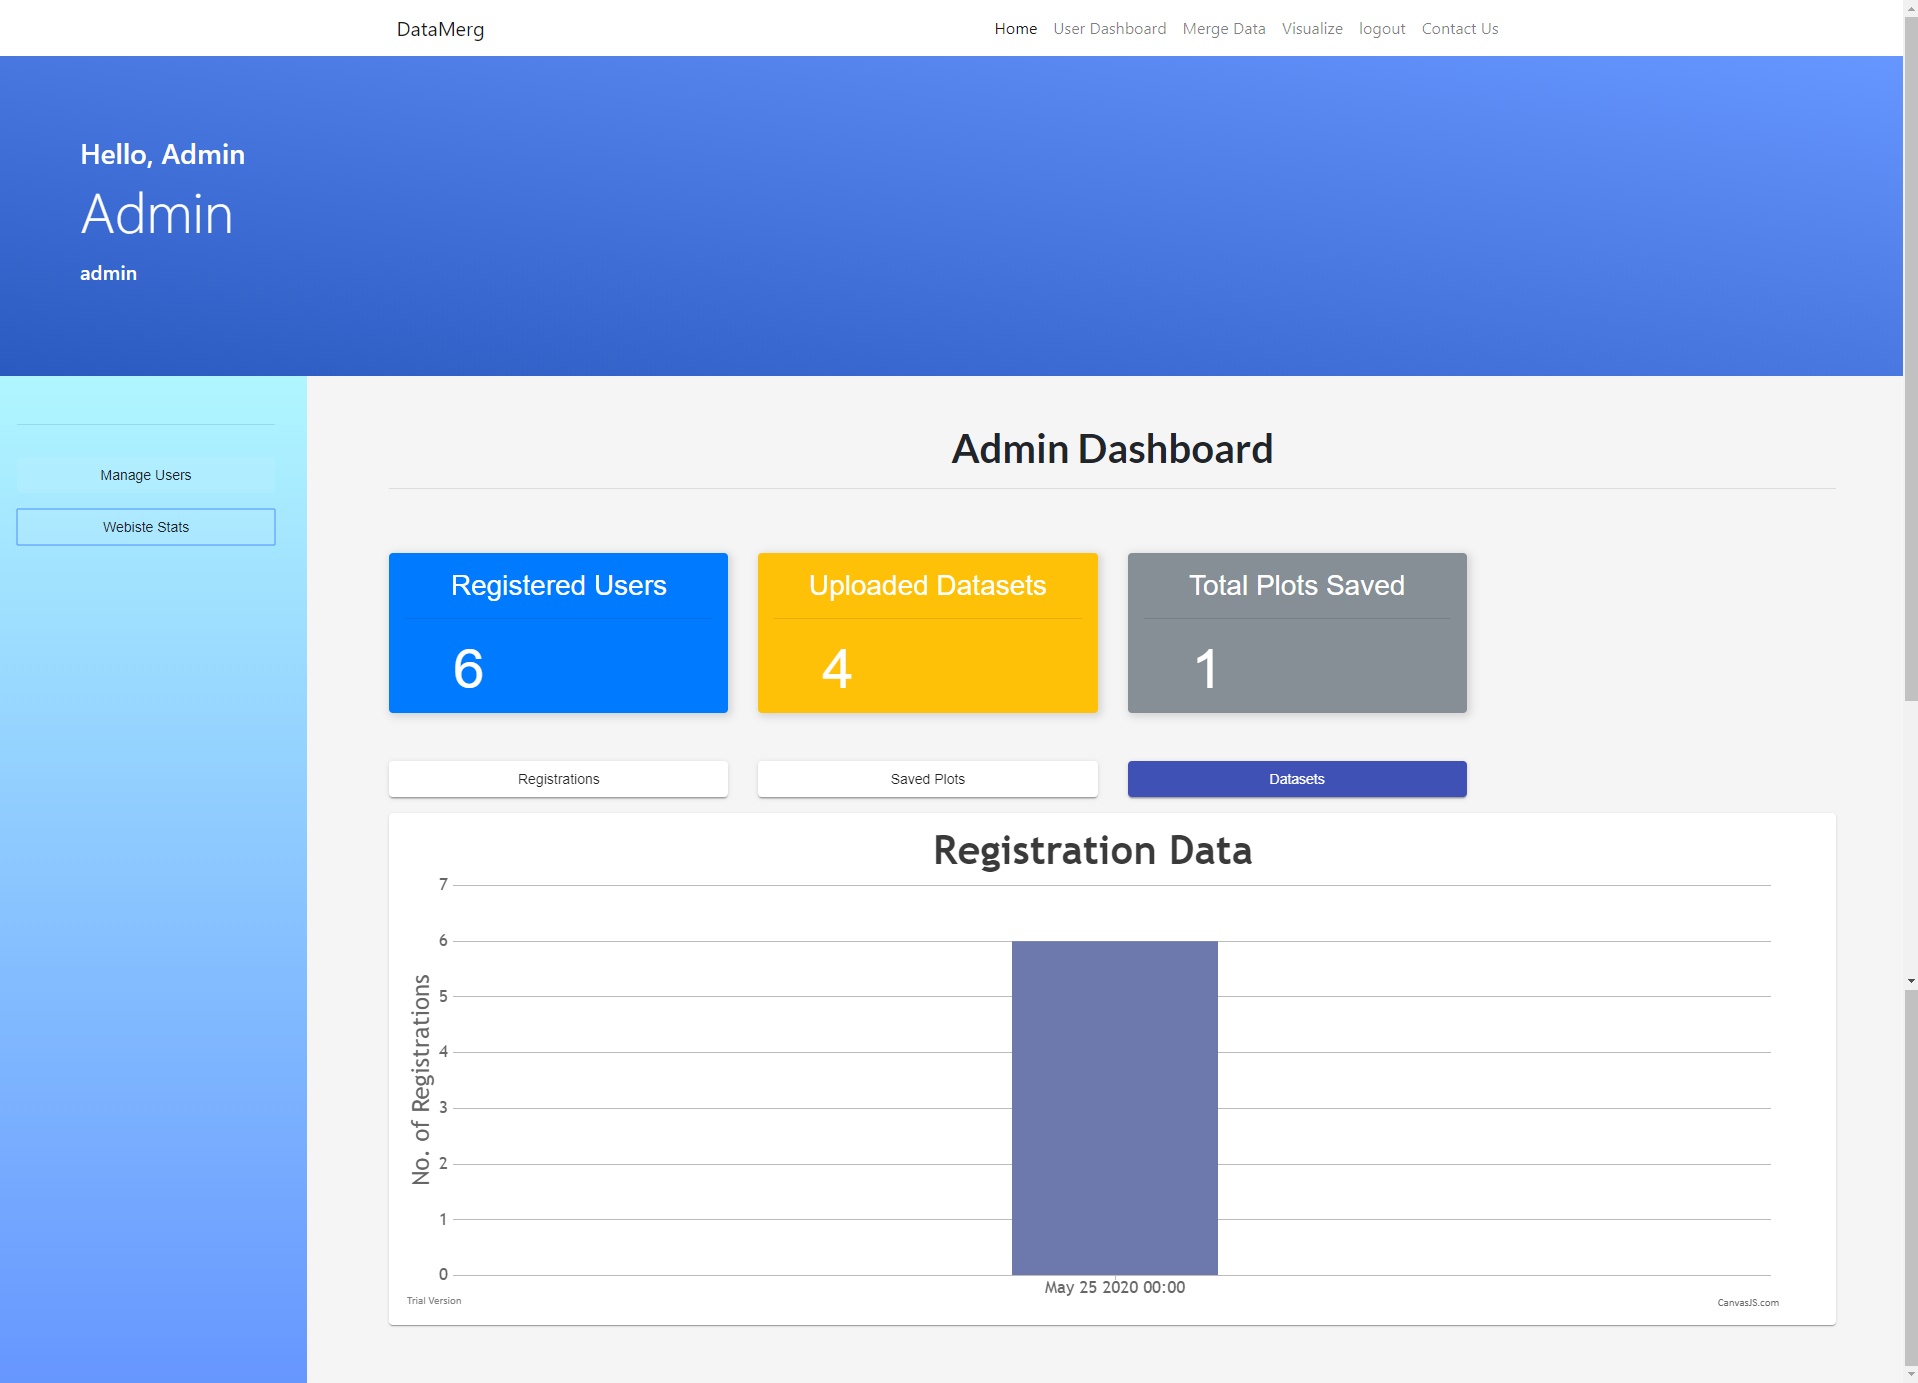 DataMerg
Home User Dashboard Merge Data Visualize logout Contact Us
Hello, Admin
Admin
admin
Manage Users
Webiste Stats
Admin Dashboard
Registered Users
6
Uploaded Datasets
4
Total Plots Saved
1
Registrations
Saved Plots
Datasets
Registration Data
No. of Registrations
7
6
5
4
3
2
1
0
May 25 2020 00:00
Trial Version
CanvasJS.com